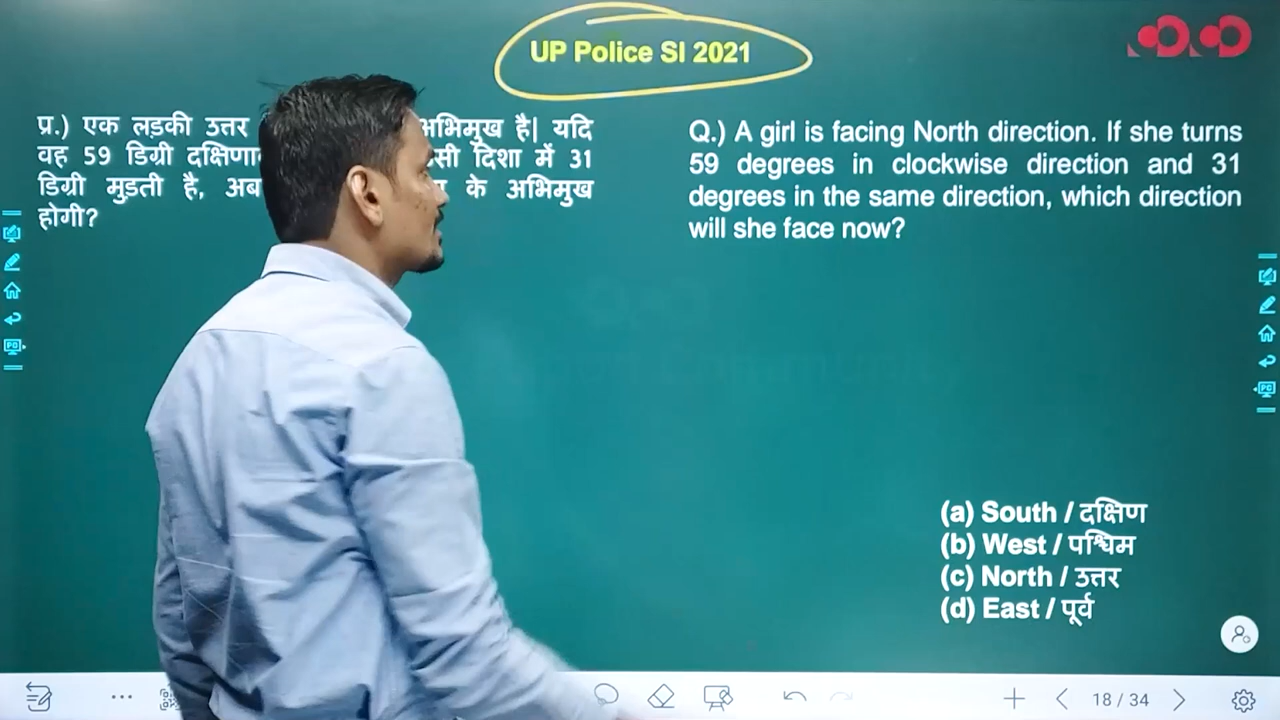 UP Police SI 2021
प्र.) एक लड़की उत्तर अभिमुख है| यदि
वह 59 डिग्री दिशा में 31
डिग्री मुड़ती है, अब के अभिमुख
होगी?
Q.) A girl is facing North direction. If she turns
59 degrees in clockwise direction and 31
degrees in the same direction, which direction
will she face now?
(a) South / दक्षिण
(b) West / पश्चिम
(c) North / उत्तर
(d) East / पूर्व
18 / 34